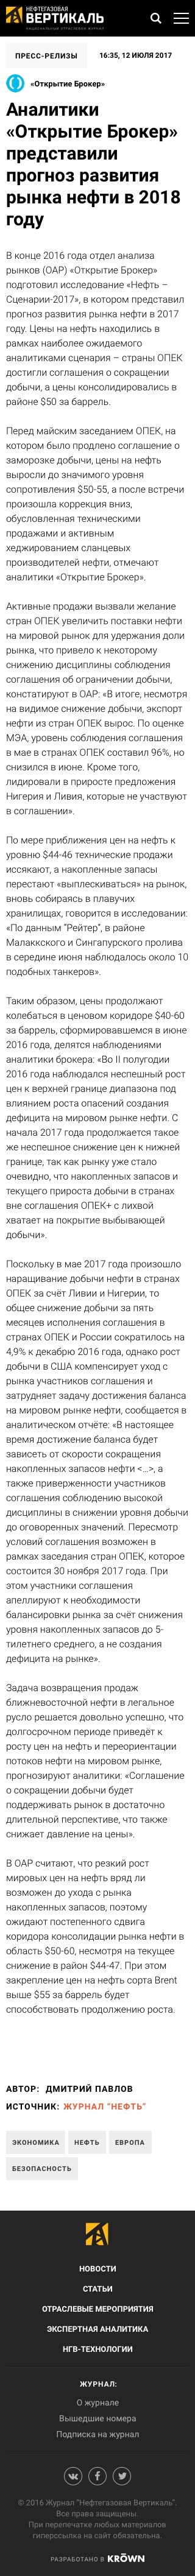 НЕФТЕГАЗОВАЯ
ВЕРТИКАЛЬ
НАЦИОНАЛЬНЫЙ ОТРАСЛЕВОЙ ЖУРНАЛ
ПРЕСС-РЕЛИЗЫ
16:35, 12 ИЮЛЯ 2017
«Открытие Брокер»
Аналитики
«Открытие Брокер»
представили
прогноз развития
рынка нефти в 2018
году
В конце 2016 года отдел анализа
рынков (ОАР) «Открытие Брокер»
подготовил исследование «Нефть –
Сценарии-2017», в котором представил
прогноз развития рынка нефти в 2017
году. Цены на нефть находились в
рамках наиболее ожидаемого
аналитиками сценария – страны ОПЕК
достигли соглашения о сокращении
добычи, а цены консолидировались в
районе $50 за баррель.
Перед майским заседанием ОПЕК, на
котором было продлено соглашение о
заморозке добычи, цены на нефть
выросли до значимого уровня
сопротивления $50-55, а после встречи
произошла коррекция вниз,
обусловленная техническими
продажами и активным
хеджированием сланцевых
производителей нефти, отмечают
аналитики «Открытие Брокер».
Активные продажи вызвали желание
стран ОПЕК увеличить поставки нефти
на мировой рынок для удержания доли
рынка, что привело к некоторому
снижению дисциплины соблюдения
соглашения об ограничении добычи,
констатируют в ОАР: «В итоге, несмотря
на видимое снижение добычи, экспорт
нефти из стран ОПЕК вырос. По оценке
МЭА, уровень соблюдения соглашения
в мае в странах ОПЕК составил 96%, но
снизился в июне. Кроме того,
лидировали в приросте предложения
Нигерия и Ливия, которые не участвуют
в соглашении».
По мере приближения цен на нефть к
уровню $44-46 технические продажи
иссякают, а накопленные запасы
перестают «выплескиваться» на рынок,
вновь собираясь в плавучих
хранилищах, говорится в исследовании:
«По данным “Рейтер”, в районе
Малаккского и Сингапурского пролива
в середине июня наблюдалось около 10
подобных танкеров».
Таким образом, цены продолжают
колебаться в ценовом коридоре $40-60
за баррель, сформировавшемся в июне
2016 года, делятся наблюдениями
аналитики брокера: «Во II полугодии
2016 года наблюдался неспешный рост
цен к верхней границе диапазона под
влиянием роста опасений создания
дефицита на мировом рынке нефти. С
начала 2017 года продолжается такое
же неспешное снижение цен к нижней
границе, так как рынку уже стало
очевидно, что накопленных запасов и
текущего прироста добычи в странах
вне соглашения ОПЕК+ с лихвой
хватает на покрытие выбывающей
добычи».
Поскольку в мае 2017 года произошло
наращивание добычи нефти в странах
ОПЕК за счёт Ливии и Нигерии, то
общее снижение добычи за пять
месяцев исполнения соглашения в
странах ОПЕК и России сократилось на
4,9% к декабрю 2016 года, однако рост
добычи в США компенсирует уход с
рынка участников соглашения и
затрудняет задачу достижения баланса
на мировом рынке нефти, сообщается в
аналитическом отчёте: «В настоящее
время достижение баланса будет
зависеть от скорости сокращения
накопленных запасов нефти <…>, а
также приверженности участников
соглашения соблюдению высокой
дисциплины в снижении уровня добычи
до оговоренных значений. Пересмотр
условий соглашения возможен в
рамках заседания стран ОПЕК, которое
состоится 30 ноября 2017 года. При
этом участники соглашения
апеллируют к необходимости
балансировки рынка за счёт снижения
уровня накопленных запасов до 5-
тилетнего среднего, а не создания
дефицита на рынке».
Задача возвращения продаж
ближневосточной нефти в легальное
русло решается довольно успешно, что
долгосрочном периоде приведёт к
росту цен на нефть и переориентации
потоков нефти на мировом рынке,
прогнозируют аналитики: «Соглашение
о сокращении добычи будет
поддерживать рынок в достаточно
длительной перспективе, что также
снижает давление на цены».
В ОАР считают, что резкий рост
мировых цен на нефть вряд ли
возможен до ухода с рынка
накопленных запасов, поэтому
ожидают постепенного сдвига
коридора консолидации рынка нефти в
область $50-60, несмотря на текущее
снижение в район $44-47. При этом
закрепление цен на нефть сорта Brent
выше $55 за баррель будет
способствовать продолжению роста.
АВТОР: ДМИТРИЙ ПАВЛОВ
ИСТОЧНИК: ЖУРНАЛ “НЕФТЬ”
ЭКОНОМИКА
НЕФТЬ
ЕВРОПА
БЕЗОПАСНОСТЬ
НОВОСТИ
СТАТЬИ
ОТРАСЛЕВЫЕ МЕРОПРИЯТИЯ
ЭКСПЕРТНАЯ АНАЛИТИКА
НГВ-ТЕХНОЛОГИИ
ЖУРНАЛ:
О журнале
Вышедшие номера
Подписка на журнал
© 2016 Журнал “Нефтегазовая Вертикаль”.
Все права защищены.
При перепечатке любых материалов
гиперссылка на сайт обязательна.
РАЗРАБОТАНО В KRŌWN